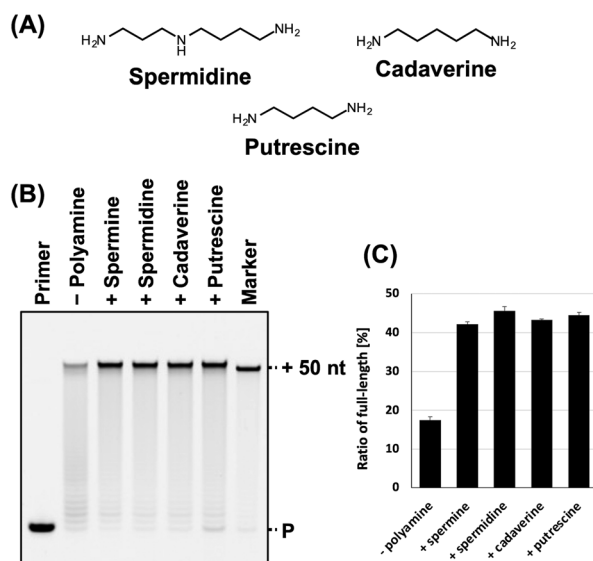 (A)
H₂N
N
H
NH₂
Spermidine
H₂N
NH₂
Cadaverine
H₂N
NH₂
Putrescine
(B)
Primer
– Polyamine
+ Spermine
+ Spermidine
+ Cadaverine
+ Putrescine
Marker
+ 50 nt
P
(C)
Ratio of full-length [%]
50
40
30
20
10
0
- polyamine
+ spermine
+ spermidine
+ cadaverine
+ putrescine